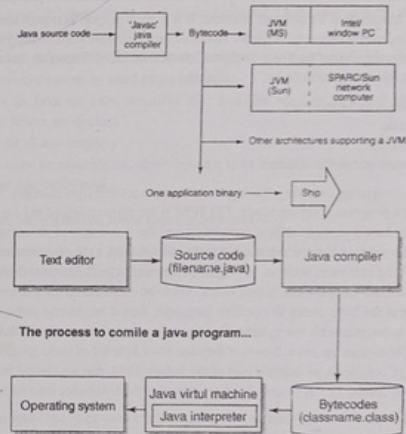 Java source code
'Javac'
java
compiler
Bytecode
JVM
(MS)
Intel/
window PC
JVM
(Sun)
SPARC/Sun
network
computer
Other architectures supporting a JVM
One application binary
Ship
Text editor
Source code
(filename.java)
Java compiler
The process to comile a java program...
Operating system
Java virtul machine
Java interpreter
Bytecodes
(classname.class)